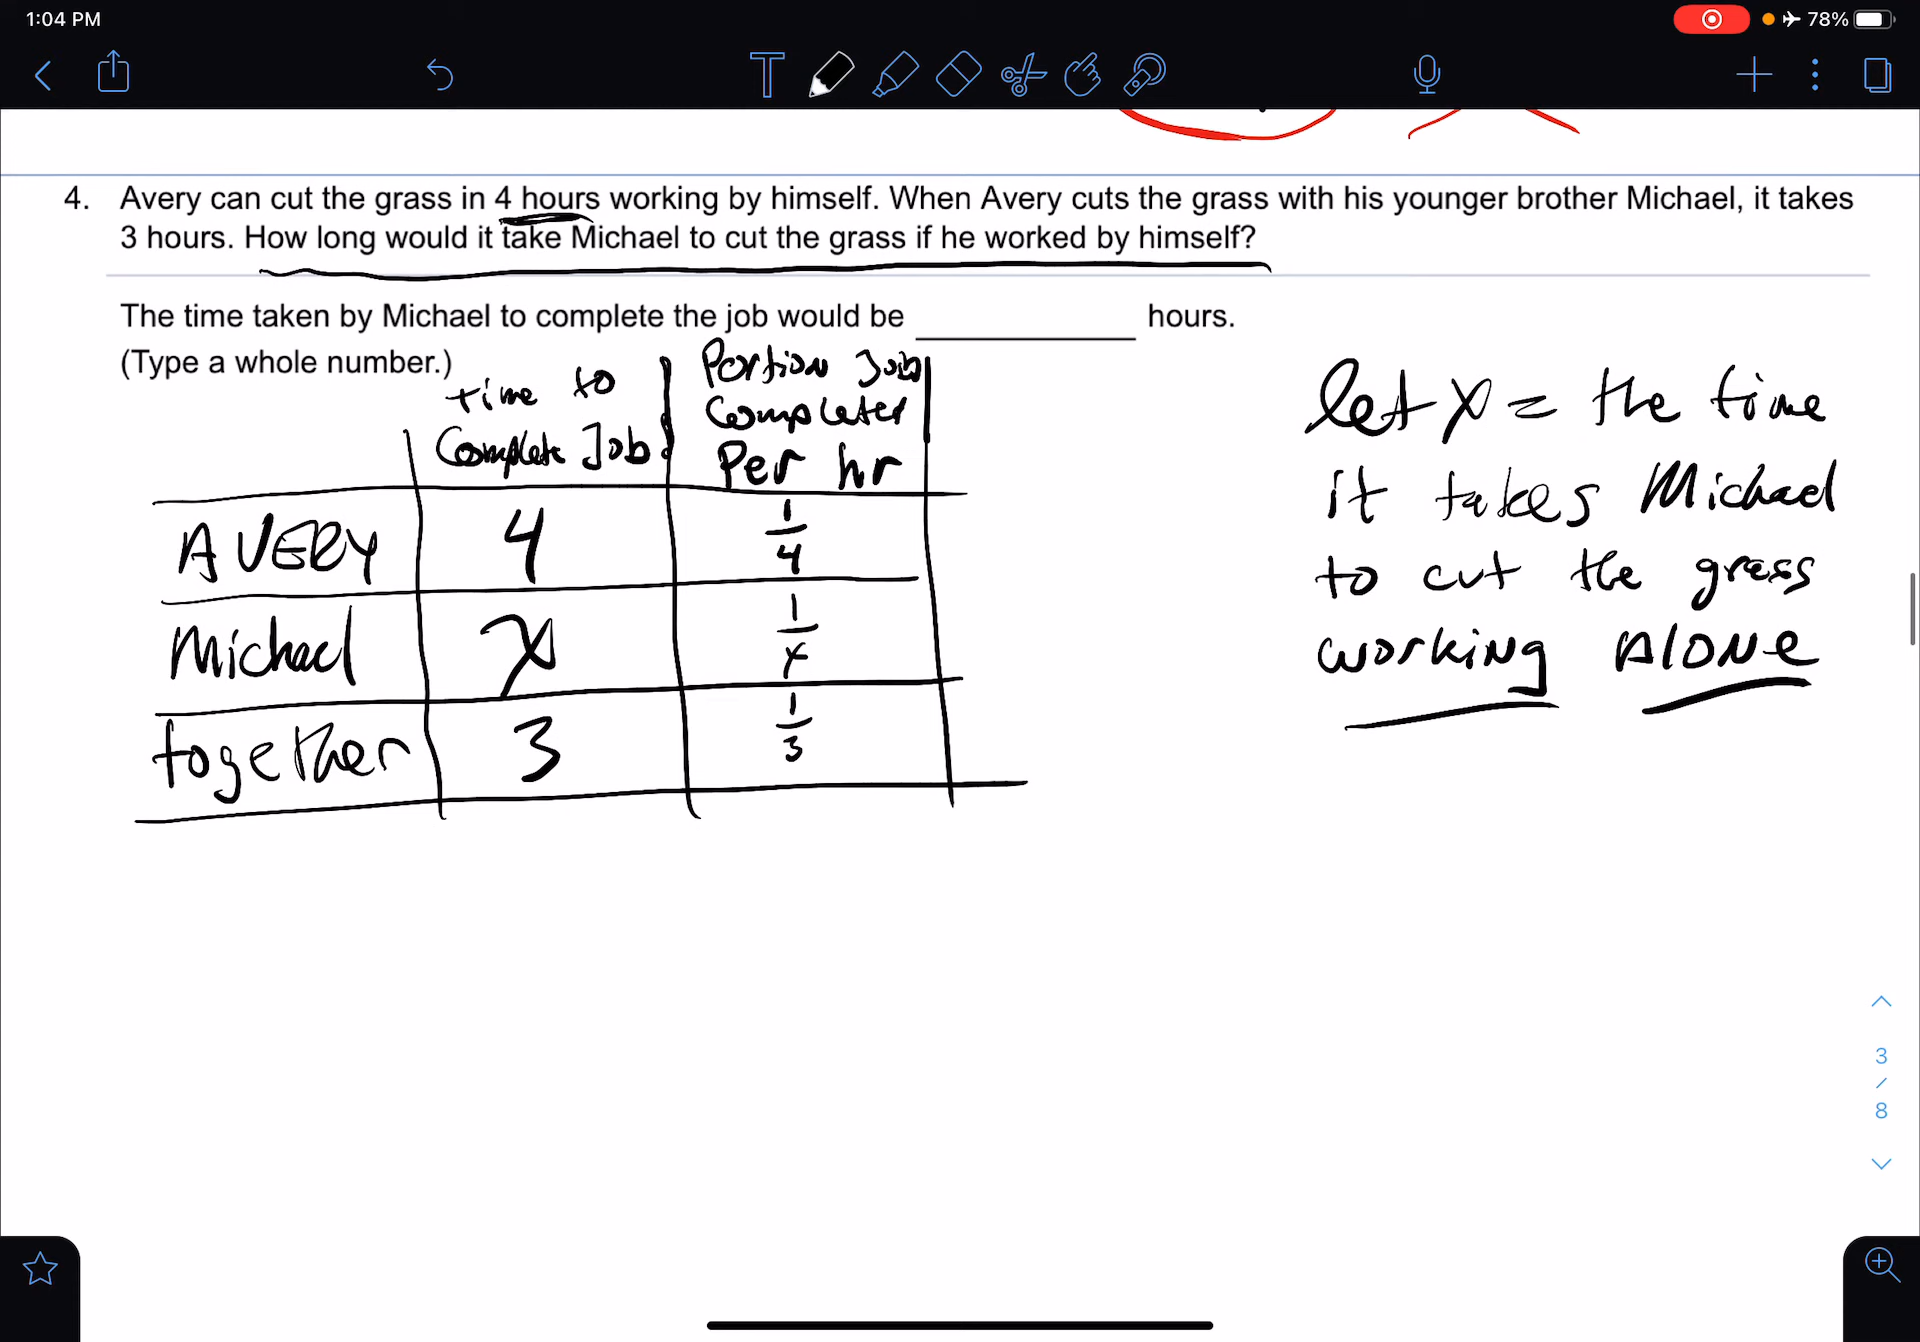 1:04 PM
78%
4. Avery can cut the grass in 4 hours working by himself. When Avery cuts the grass with his younger brother Michael, it takes
3 hours. How long would it take Michael to cut the grass if he worked by himself?
The time taken by Michael to complete the job would be ____________ hours.
(Type a whole number.)
time to
Complete Job
Portion Job
Completed
Per hr
AVERY 4 1/4
Michael x 1/x
together 3 1/3
let x = the time
it takes Michael
to cut the grass
working Alone
3
/
8